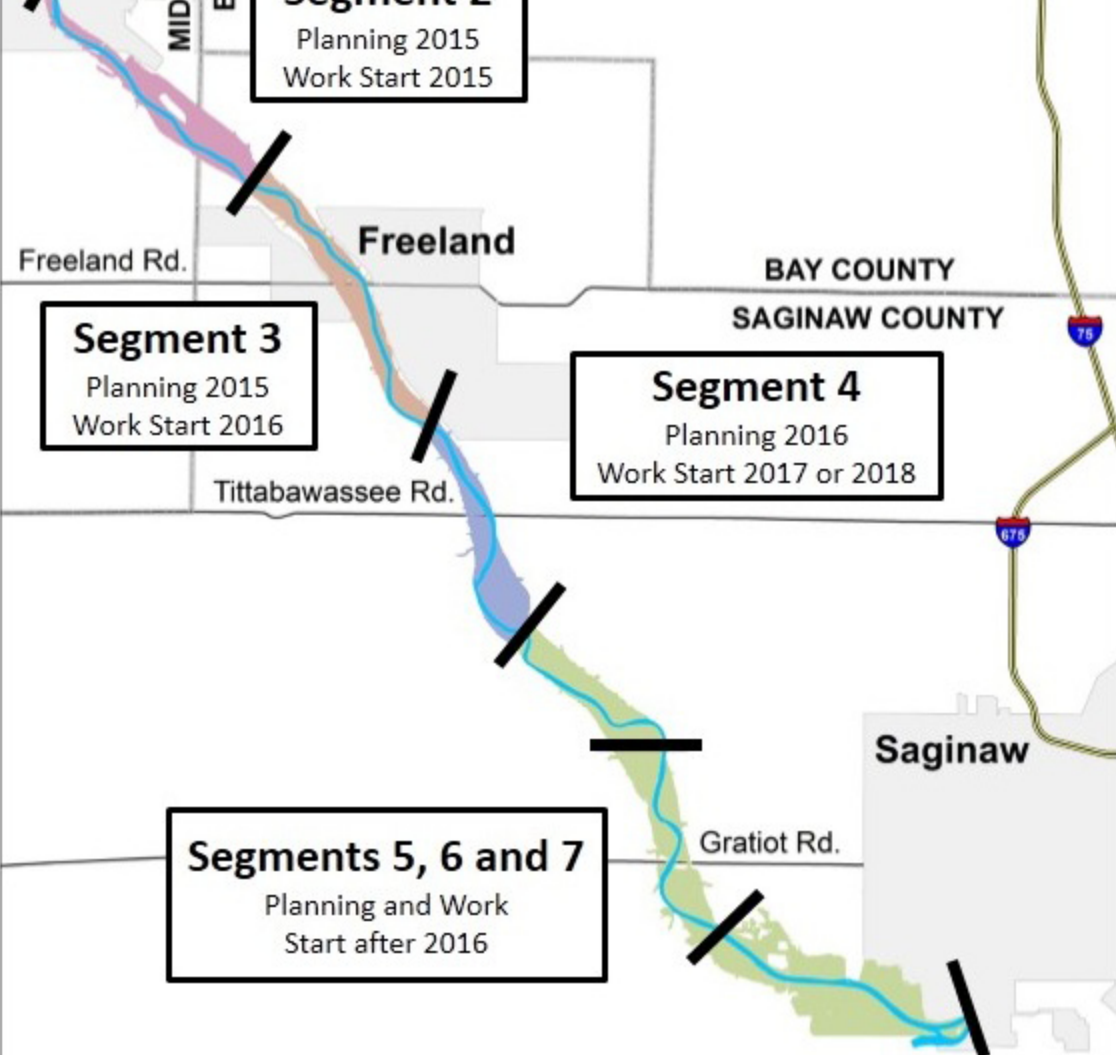 MID
Segment 2
Planning 2015
Work Start 2015
Freeland
Freeland Rd.
BAY COUNTY
SAGINAW COUNTY
75
Segment 3
Planning 2015
Work Start 2016
Segment 4
Planning 2016
Work Start 2017 or 2018
Tittabawassee Rd.
675
Saginaw
Gratiot Rd.
Segments 5, 6 and 7
Planning and Work
Start after 2016